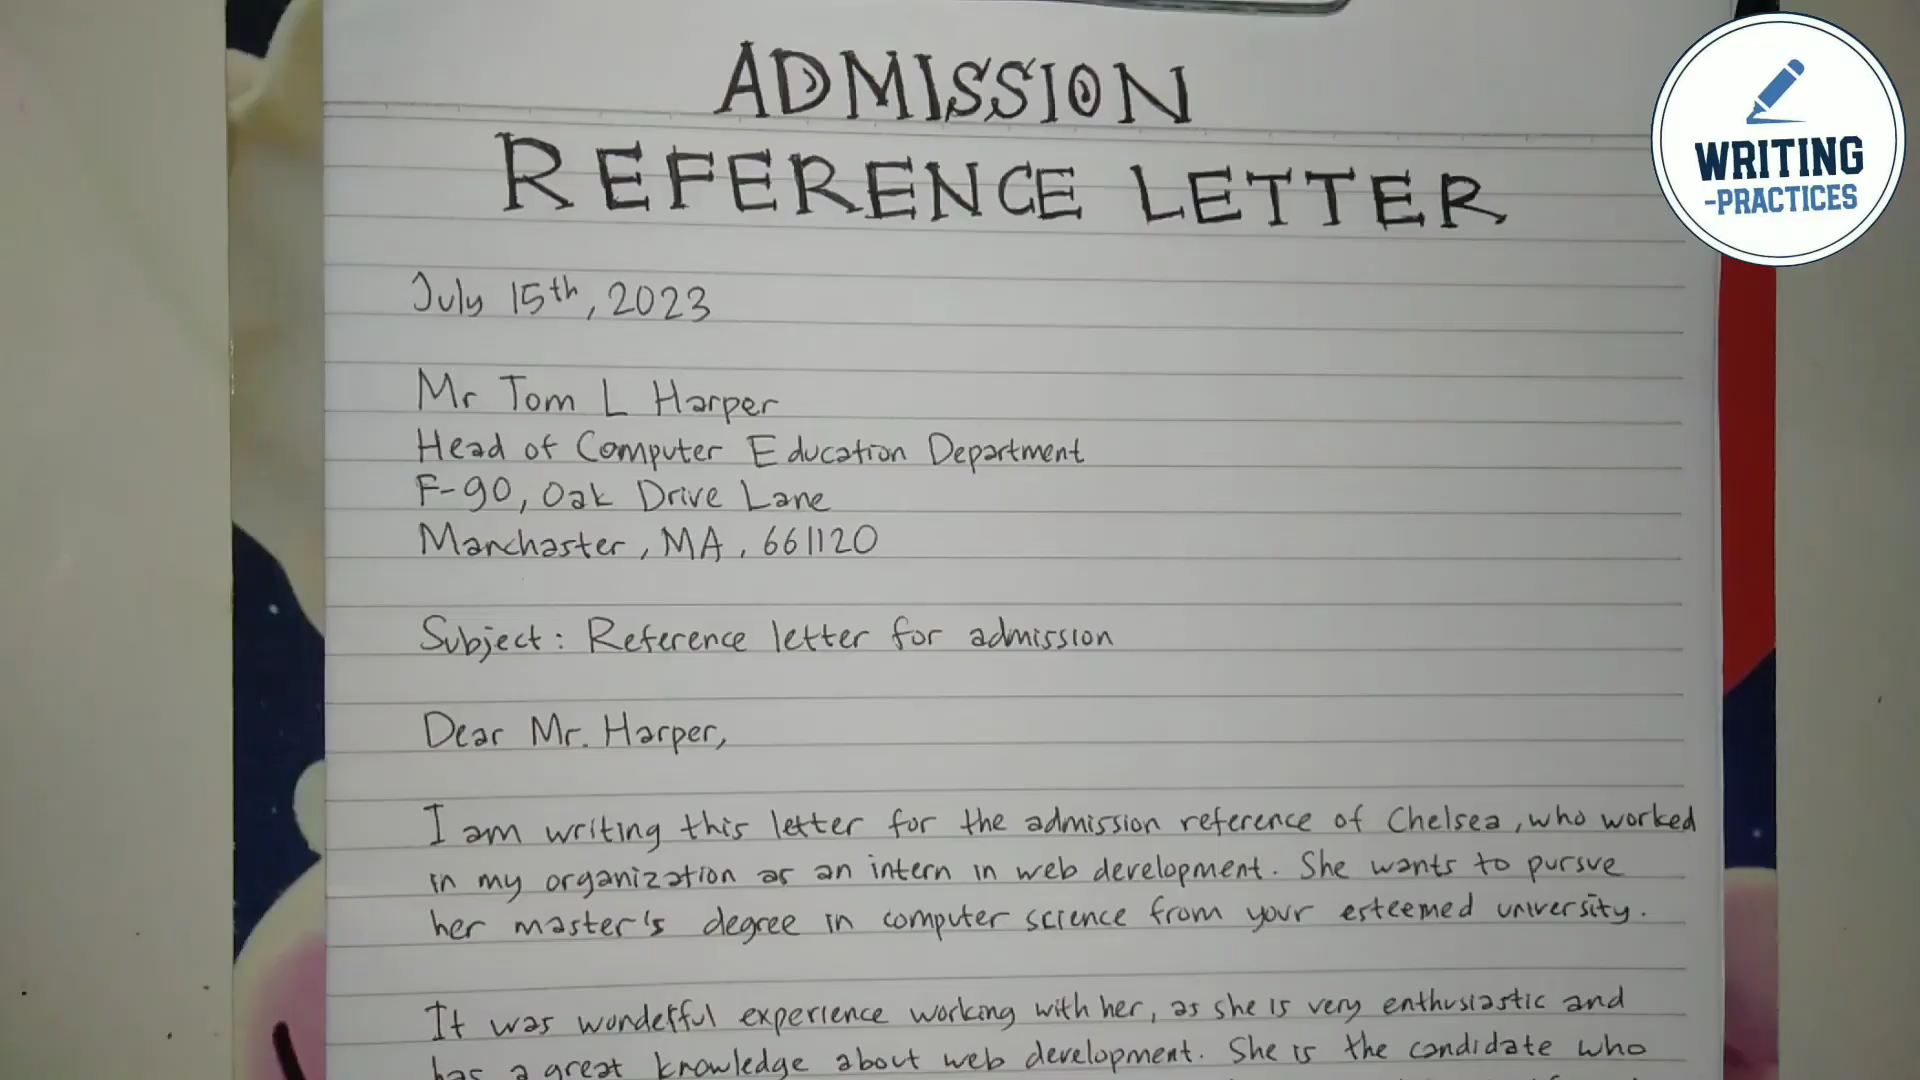 ADMISSION
REFERENCE LETTER
WRITING
-PRACTICES
July 15th, 2023
Mr Tom L Harper
Head of Computer Education Department
F-90, Oak Drive Lane
Manchaster, MA, 661120
Subject: Reference letter for admission
Dear Mr. Harper,
I am writing this letter for the admission reference of Chelsea, who worked
in my organization as an intern in web development. She wants to pursue
her master's degree in computer science from your esteemed university.
It was wonderful experience working with her, as she is very enthusiastic and
has a great knowledge about web development. She is the candidate who